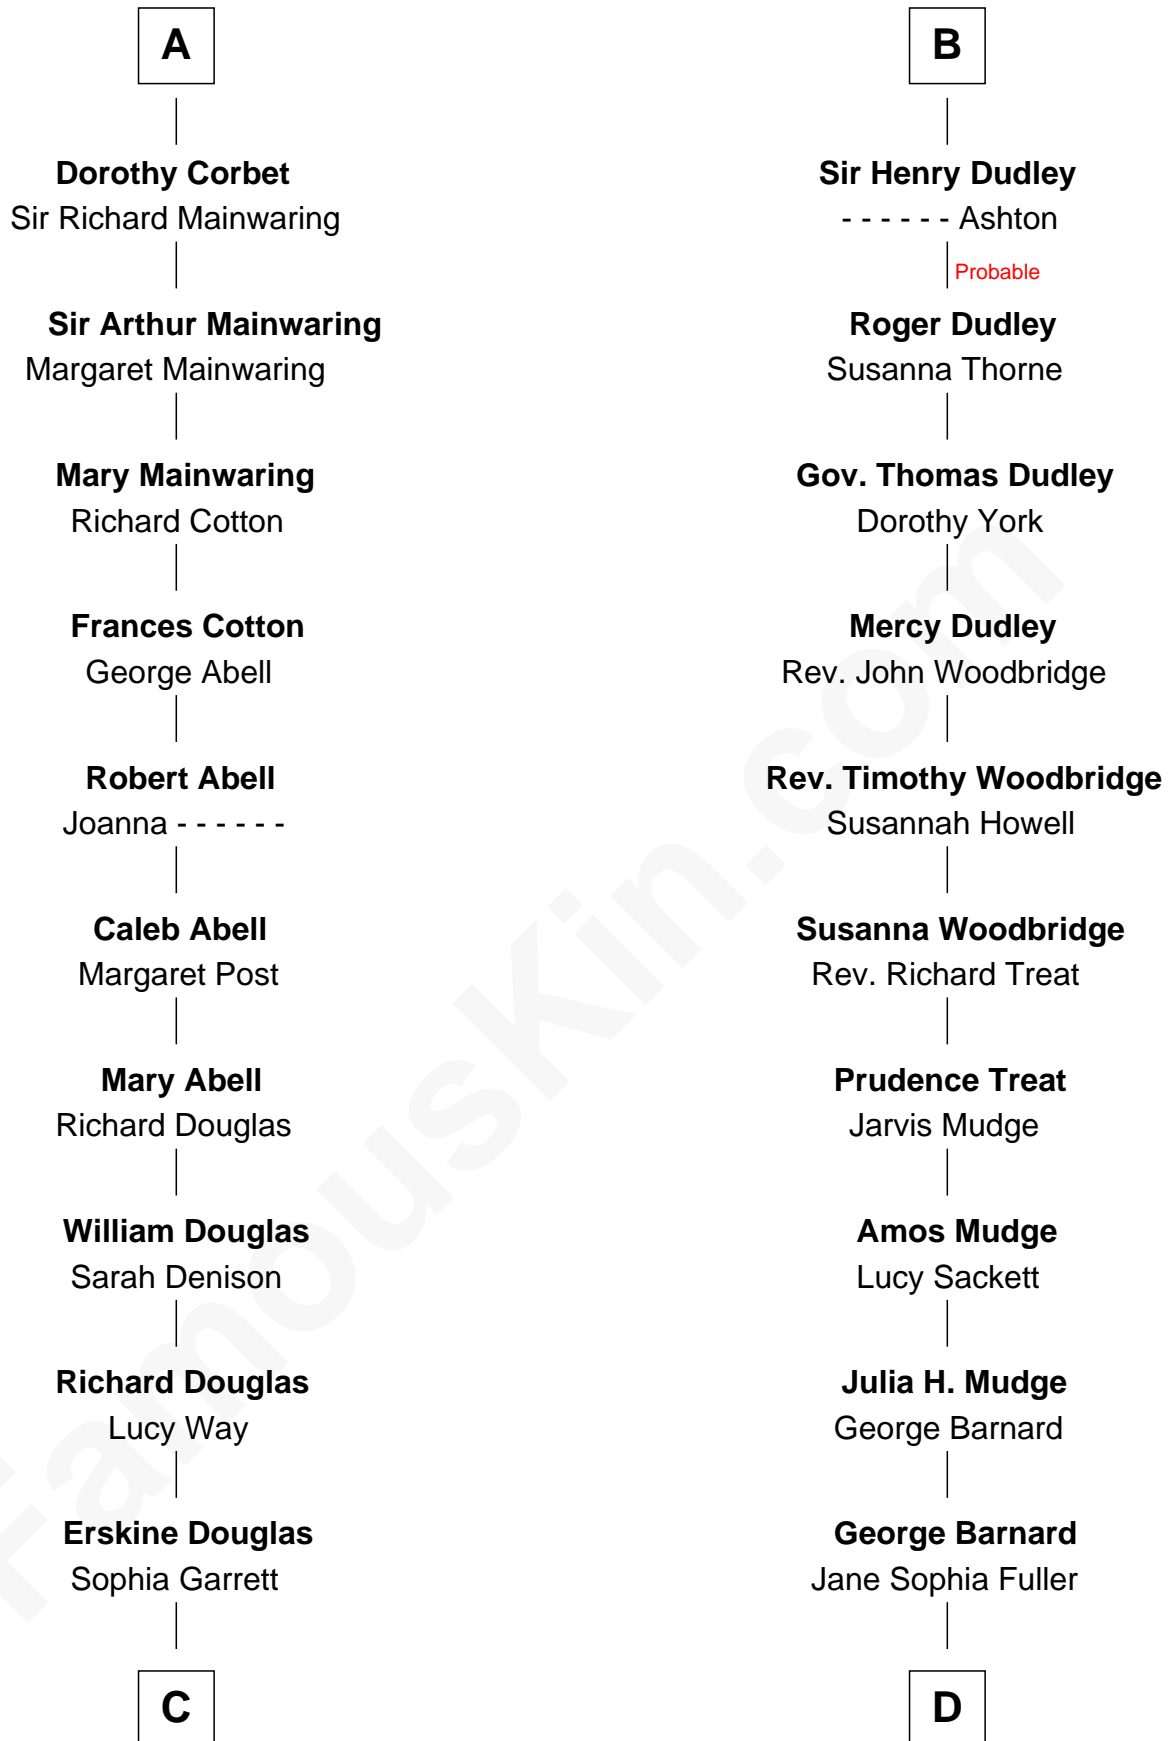 A
Dorothy Corbet
Sir Richard Mainwaring
Sir Arthur Mainwaring
Margaret Mainwaring
Mary Mainwaring
Richard Cotton
Frances Cotton
George Abell
Robert Abell
Joanna - - - - - -
Caleb Abell
Margaret Post
Mary Abell
Richard Douglas
William Douglas
Sarah Denison
Richard Douglas
Lucy Way
Erskine Douglas
Sophia Garrett
C
B
Sir Henry Dudley
- - - - - - Ashton
Probable
Roger Dudley
Susanna Thorne
Gov. Thomas Dudley
Dorothy York
Mercy Dudley
Rev. John Woodbridge
Rev. Timothy Woodbridge
Susannah Howell
Susanna Woodbridge
Rev. Richard Treat
Prudence Treat
Jarvis Mudge
Amos Mudge
Lucy Sackett
Julia H. Mudge
George Barnard
George Barnard
Jane Sophia Fuller
D
FamousKin.com